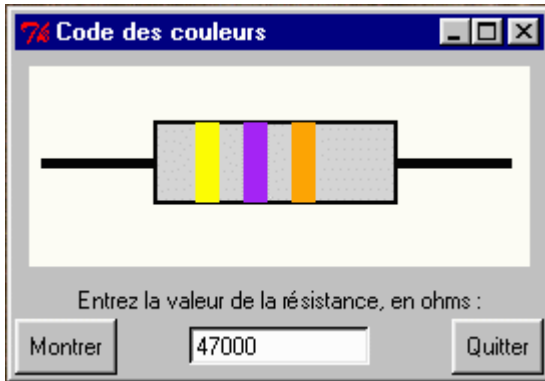 Code des couleurs
Entrez la valeur de la résistance, en ohms :
Montrer 47000 Quitter